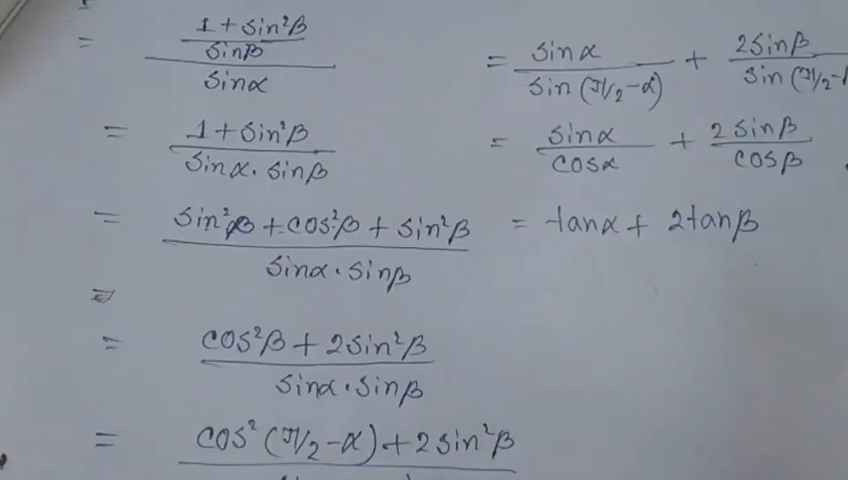 = ((1 + sin²β)/sinβ)/sinα
= (1 + sin²β)/(sinα · sinβ)
= (sin²β + cos²β + sin²β)/(sinα · sinβ)
=
= (cos²β + 2sin²β)/(sinα · sinβ)
= cos²(π/2 - α) + 2sin²β
= sinα/sin(π/2 - α) + 2sinβ/sin(π/2 -
= sinα/cosα + 2sinβ/cosβ
= tanα + 2tanβ